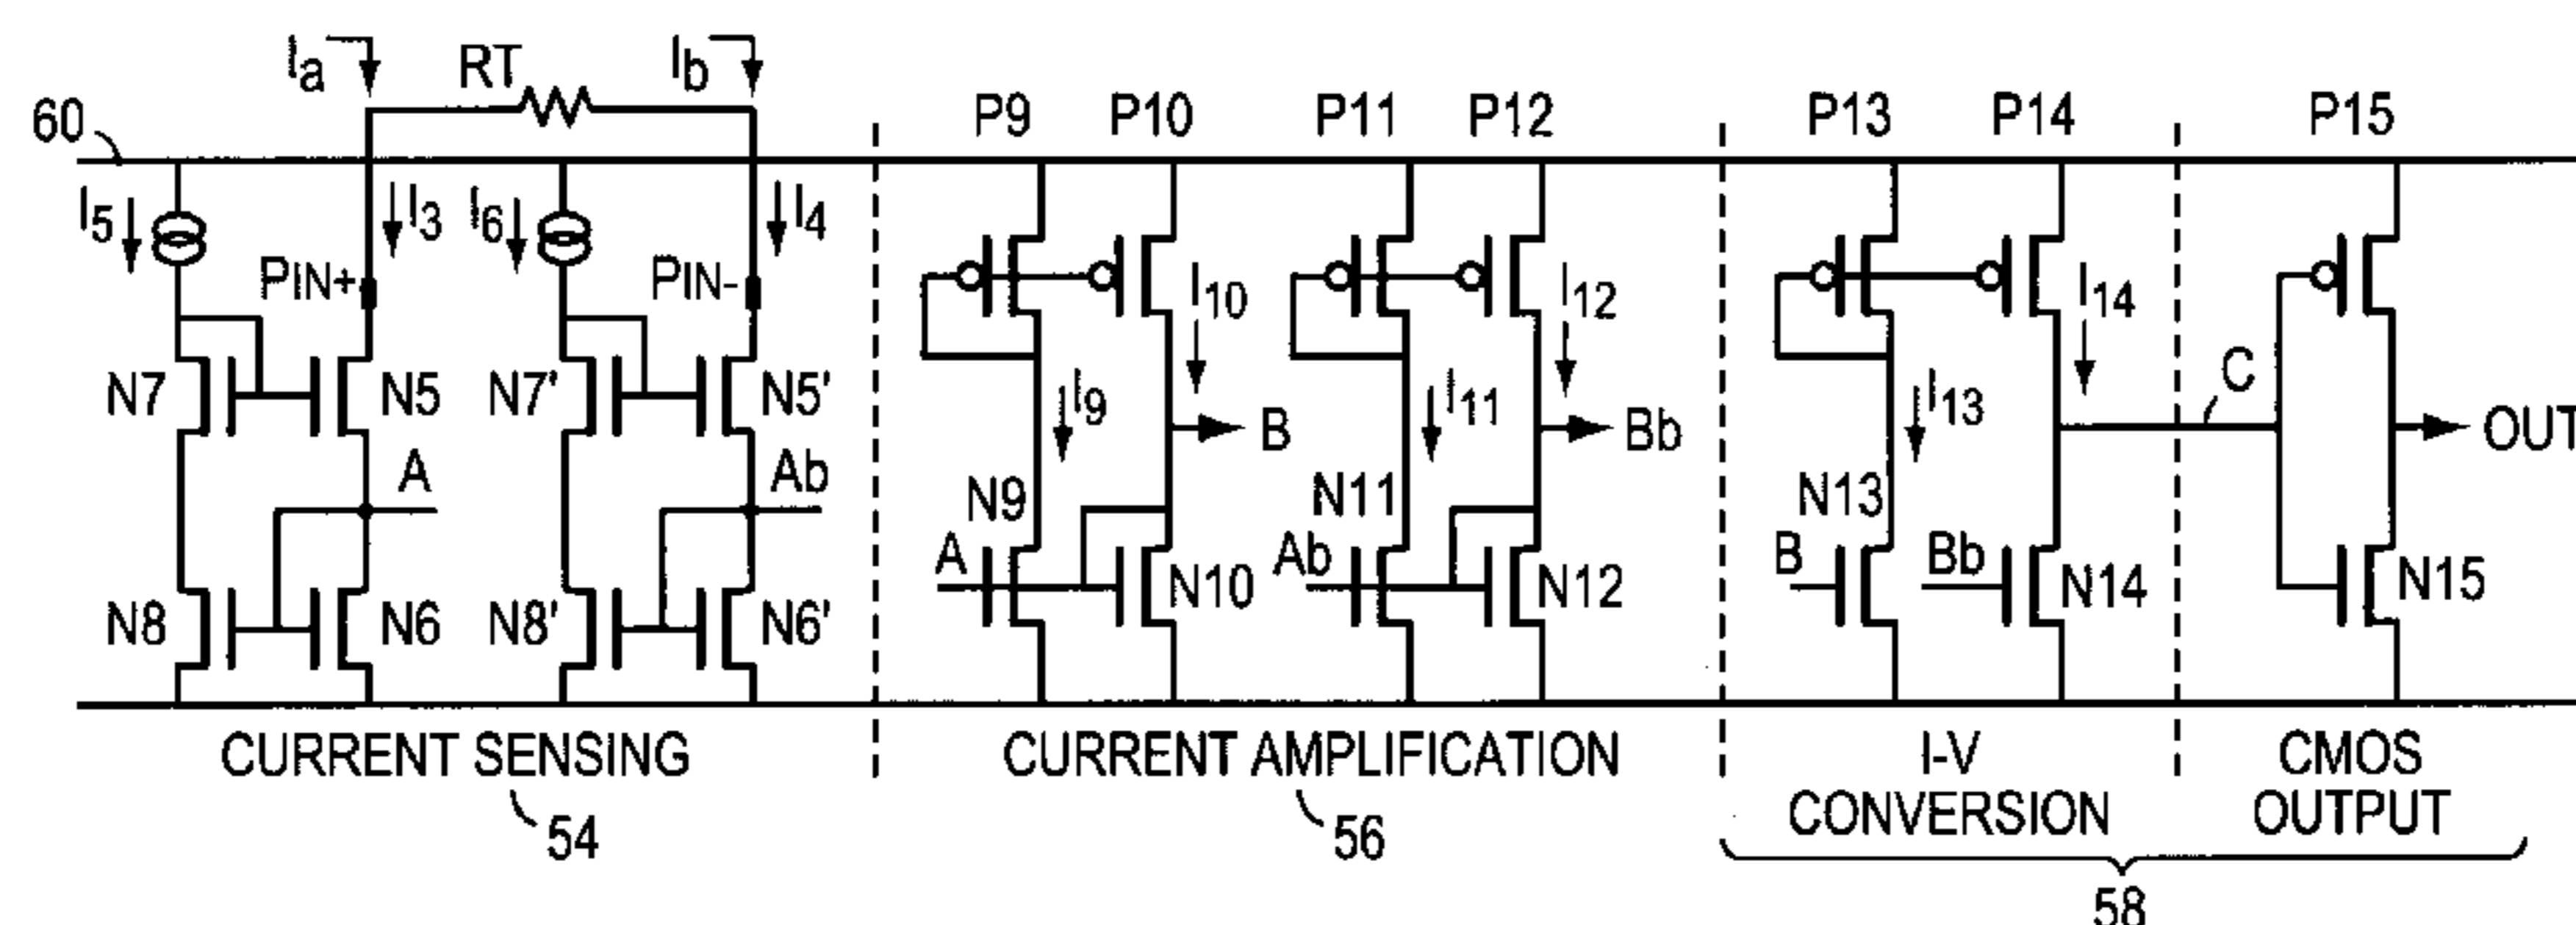 Ia RT Ib
60 P9 P10 P11 P12 P13 P14 P15
I5 I3 I6 I4
PIN+ PIN- I10 I12 I14
N7 N5 N7' N5' I9 B I11 Bb I13 C OUT
A Ab N9 N11 N13
A N10 Ab N12 B Bb N14 N15
N8 N6 N8' N6'
CURRENT SENSING CURRENT AMPLIFICATION I-V CMOS
CONVERSION OUTPUT
54 56
58